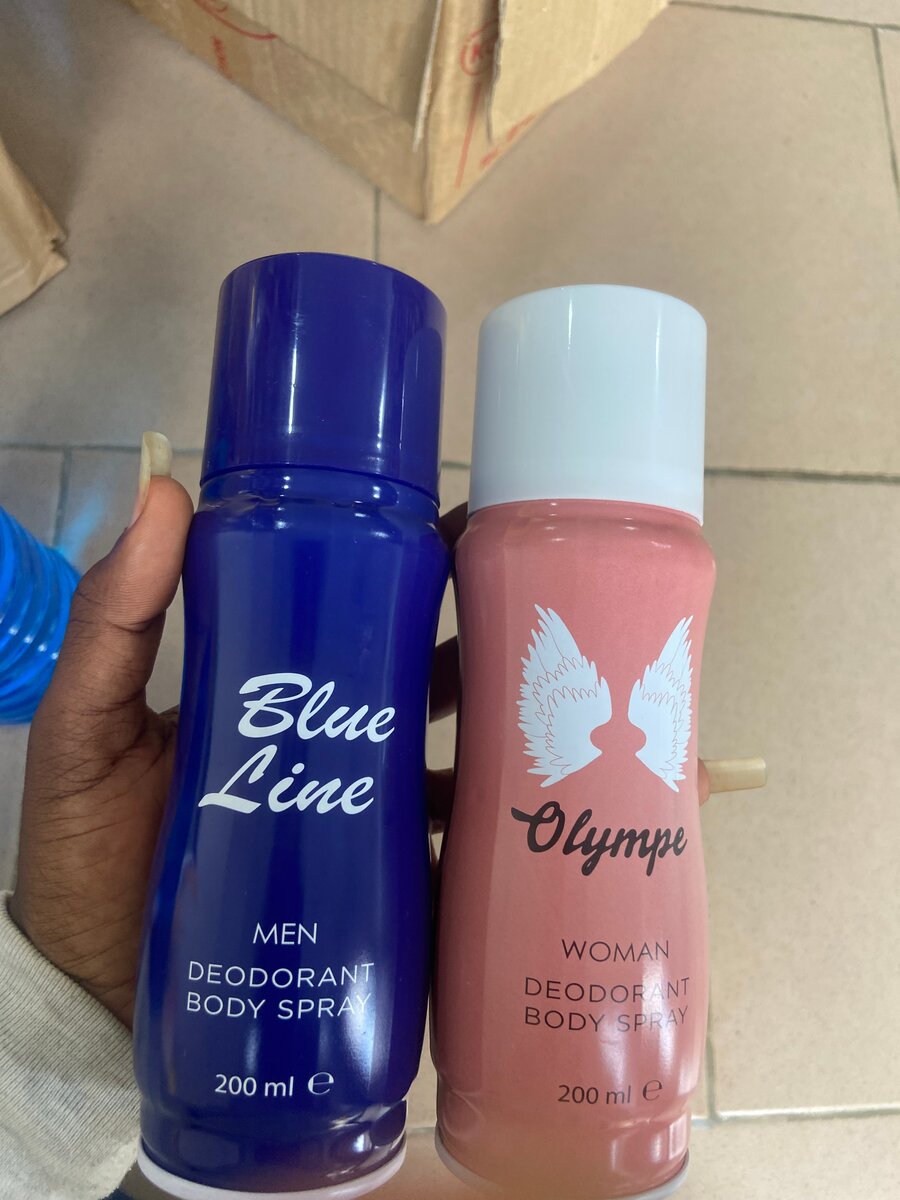 Blue
Line
MEN
DEODORANT
BODY SPRAY
200 ml e
Olympe
WOMAN
DEODORANT
BODY SPRAY
200 ml e